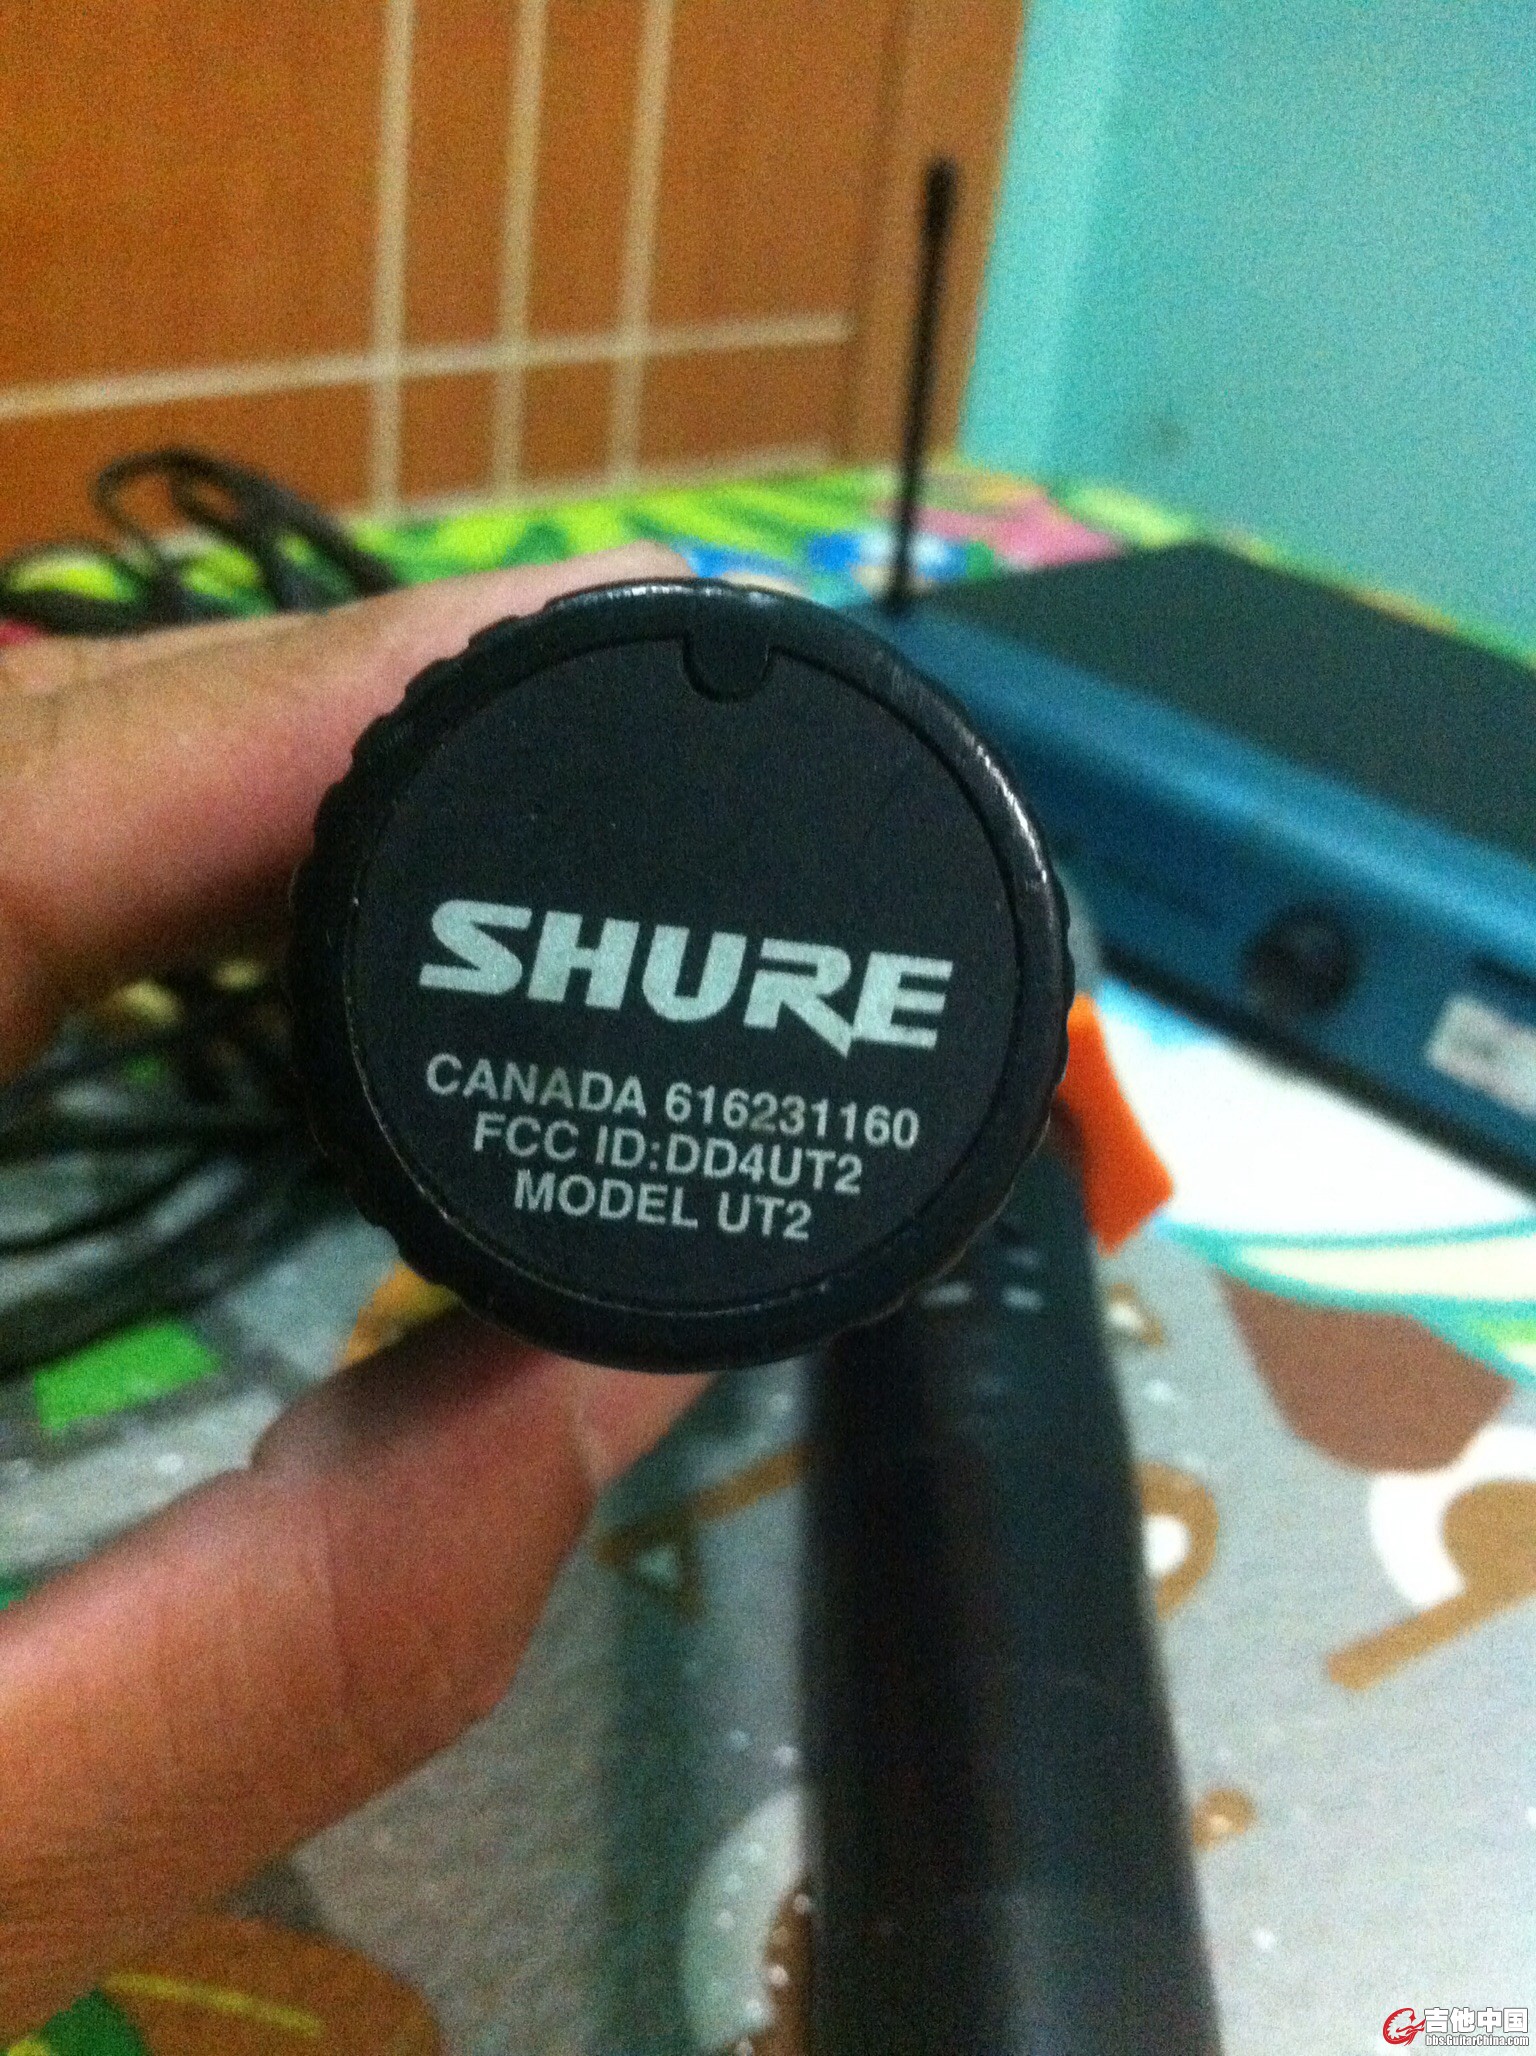 SHURE
CANADA 616231160
FCC ID:DD4UT2
MODEL UT2
吉他中国
bbs.GuitarChina.com